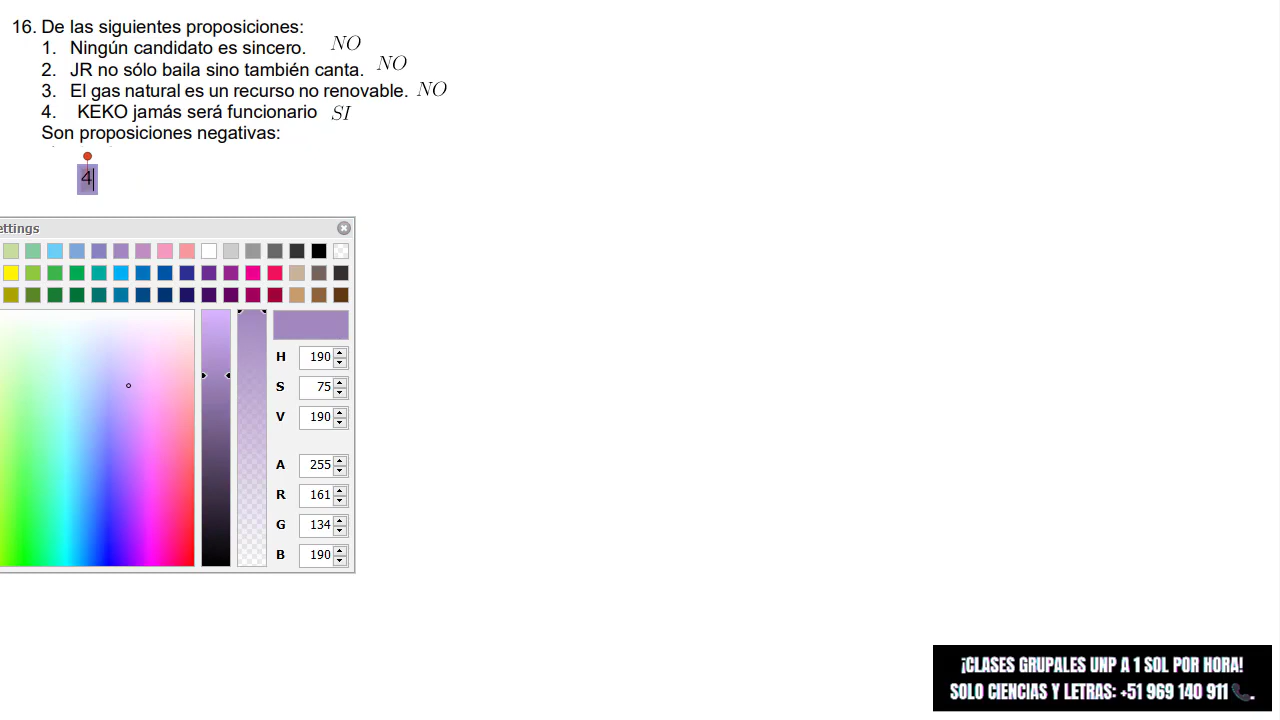 16. De las siguientes proposiciones:
1. Ningún candidato es sincero. NO
2. JR no sólo baila sino también canta. NO
3. El gas natural es un recurso no renovable. NO
4. KEKO jamás será funcionario SI
Son proposiciones negativas:
4
ettings
H 190
S 75
V 190
A 255
R 161
G 134
B 190
¡CLASES GRUPALES UNP A 1 SOL POR HORA!
SOLO CIENCIAS Y LETRAS: +51 969 140 911 📞.